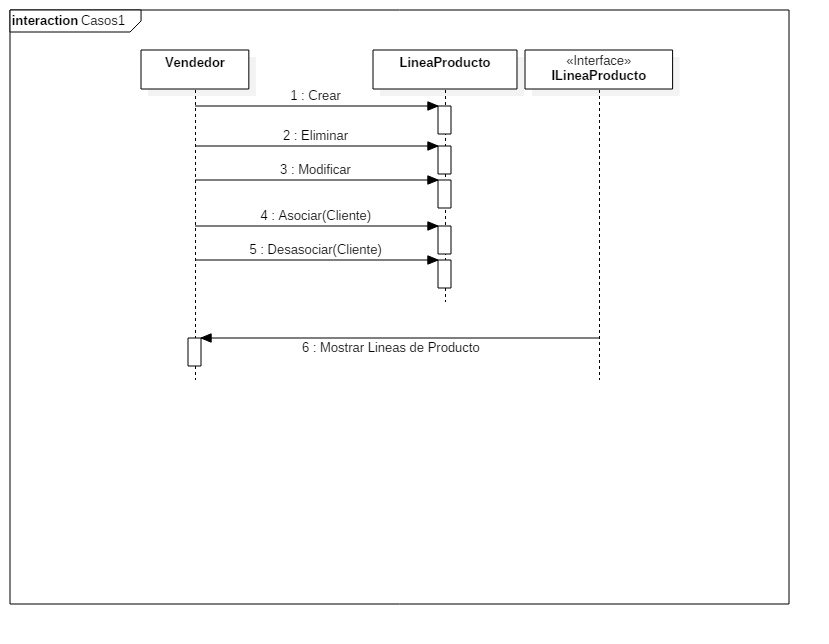 interaction Casos1
Vendedor
LineaProducto
«Interface»
ILineaProducto
1 : Crear
2 : Eliminar
3 : Modificar
4 : Asociar(Cliente)
5 : Desasociar(Cliente)
6 : Mostrar Lineas de Producto